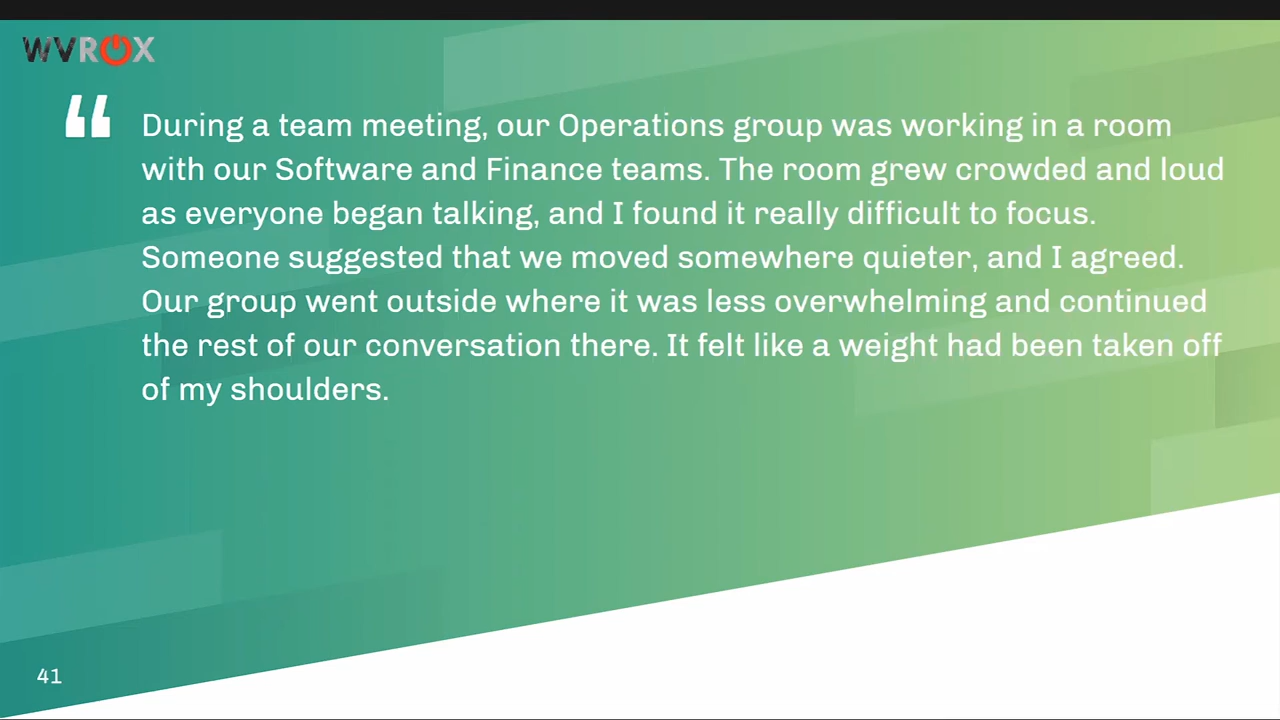 WVROX
“
During a team meeting, our Operations group was working in a room
with our Software and Finance teams. The room grew crowded and loud
as everyone began talking, and I found it really difficult to focus.
Someone suggested that we moved somewhere quieter, and I agreed.
Our group went outside where it was less overwhelming and continued
the rest of our conversation there. It felt like a weight had been taken off
of my shoulders.
41